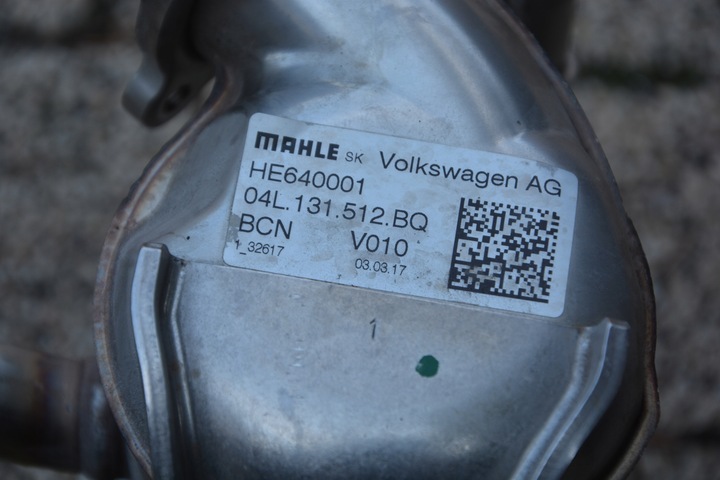 MAHLE SK Volkswagen AG
HE640001
04L.131.512.BQ
BCN V010
1_32617 03.03.17
1